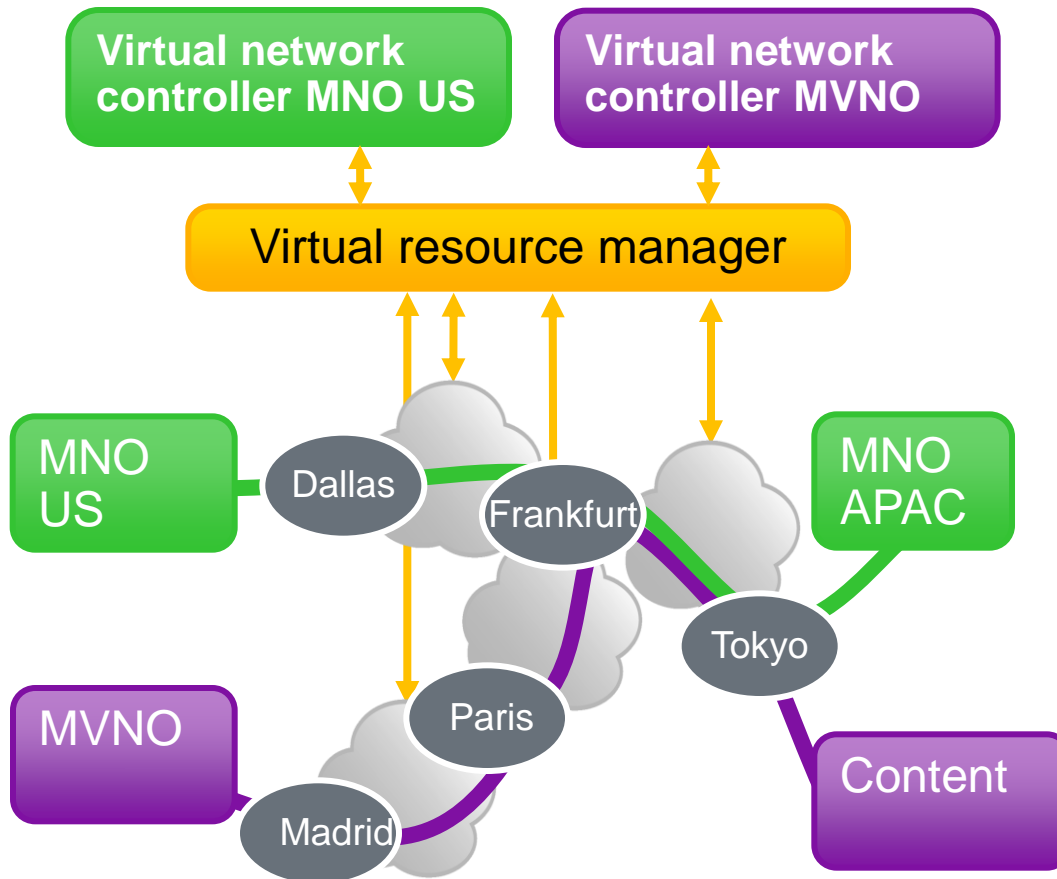 Virtual network
controller MNO US
Virtual network
controller MVNO
Virtual resource manager
MNO
US
Dallas
Frankfurt
MNO
APAC
Tokyo
MVNO
Paris
Madrid
Content